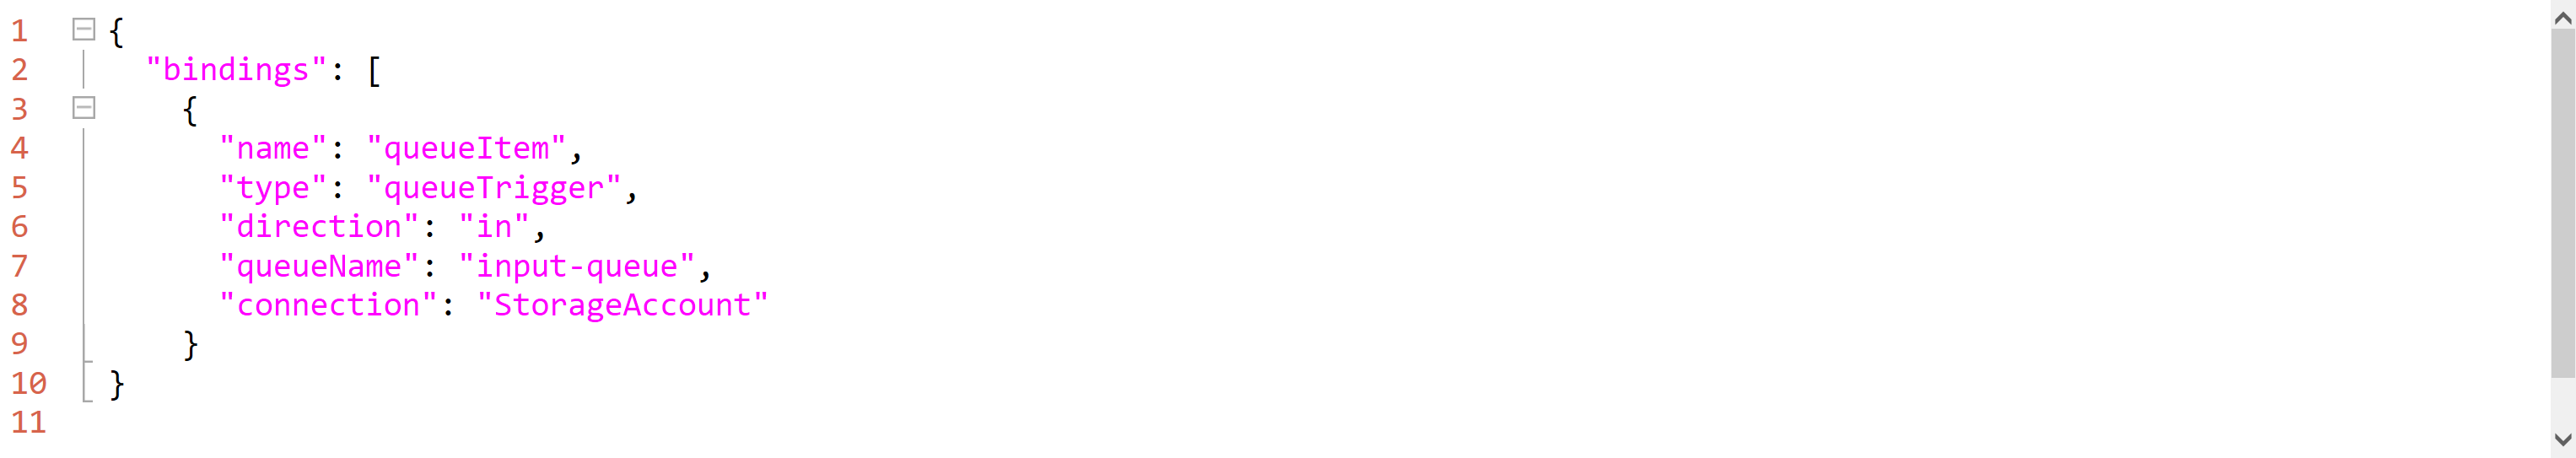 1 {
2   "bindings": [
3     {
4       "name": "queueItem",
5       "type": "queueTrigger",
6       "direction": "in",
7       "queueName": "input-queue",
8       "connection": "StorageAccount"
9     }
10 }
11